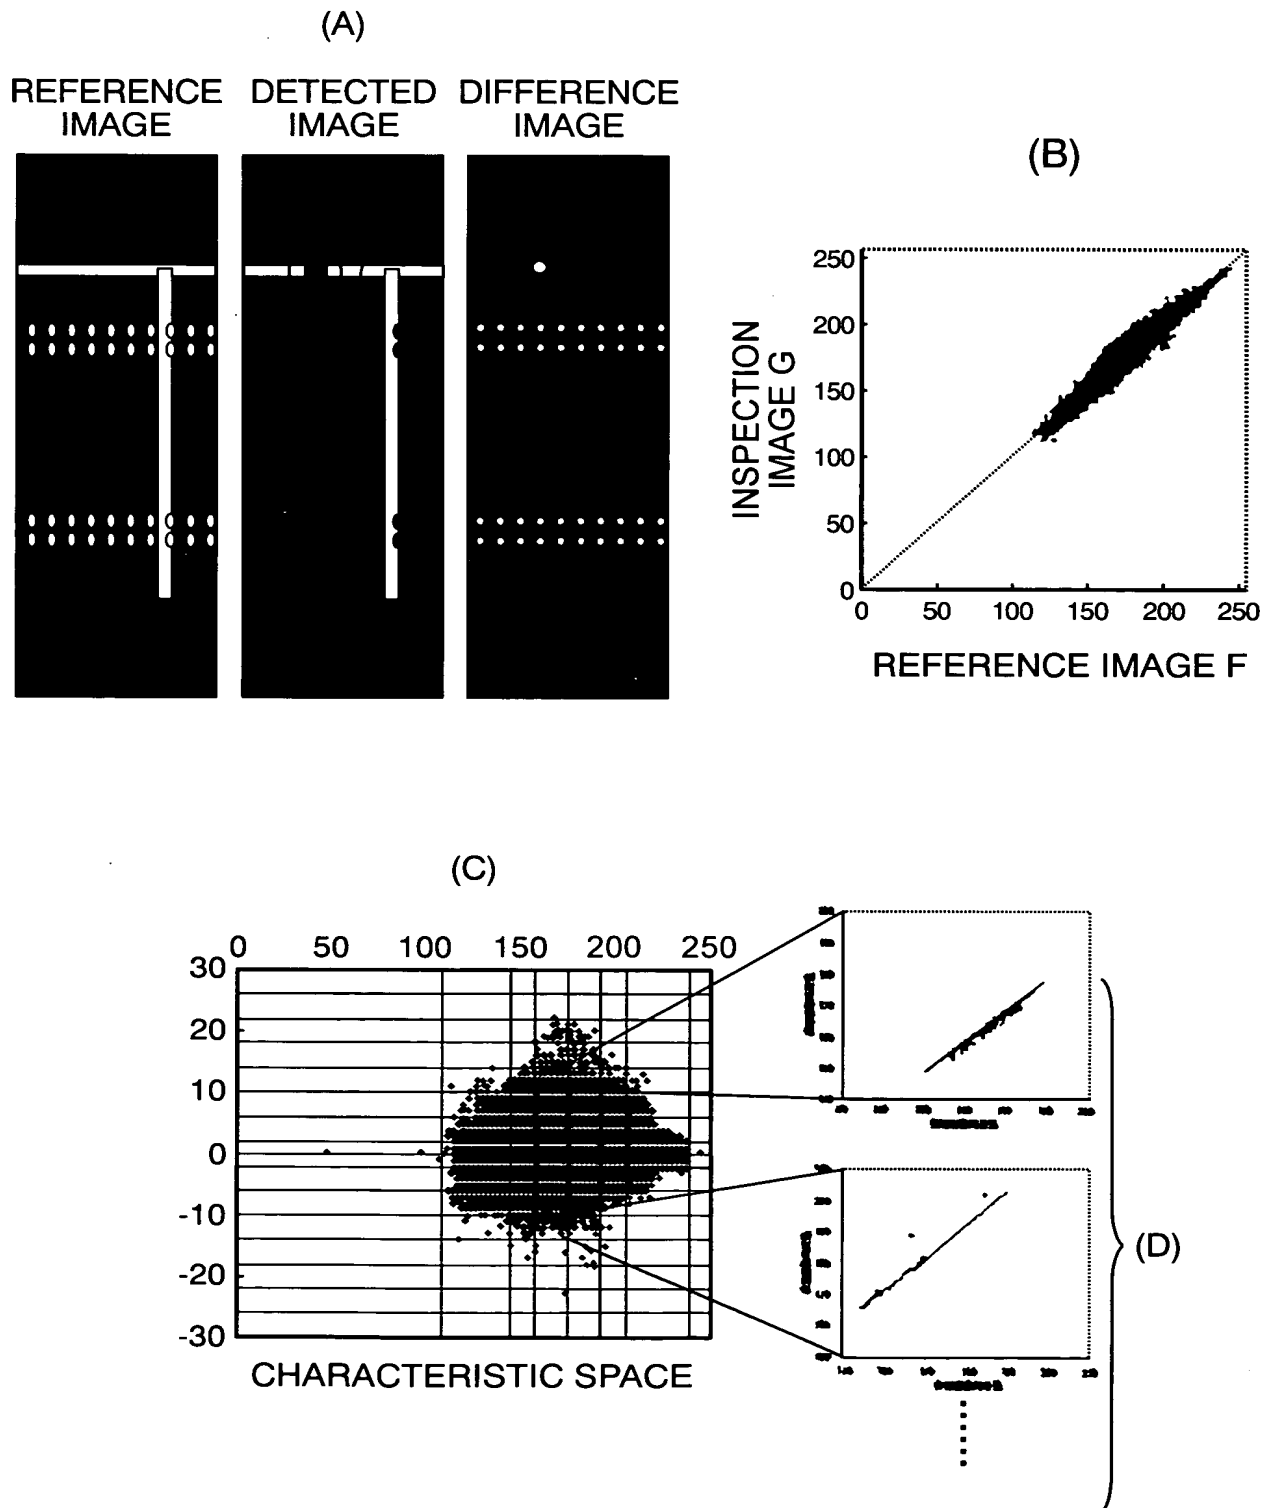 (A)
REFERENCE IMAGE
DETECTED IMAGE
DIFFERENCE IMAGE
(B)
250
200
150
100
50
0
INSPECTION IMAGE G
0 50 100 150 200 250
REFERENCE IMAGE F
(C)
0 50 100 150 200 250
30
20
10
0
-10
-20
-30
CHARACTERISTIC SPACE
(D)